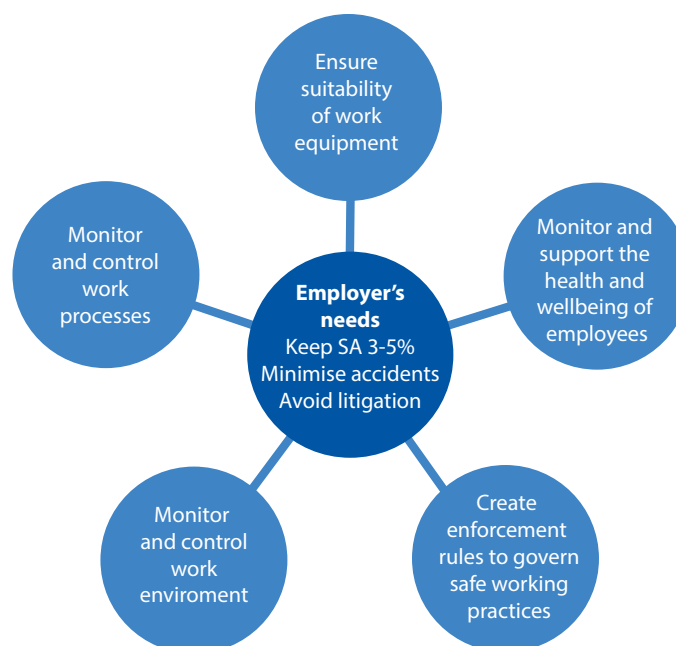 Ensure
suitability
of work
equipment
Monitor and
support the
health and
wellbeing of
employees
Create
enforcement
rules to govern
safe working
practices
Monitor
and control
work
enviroment
Monitor
and control
work
processes
Employer’s
needs
Keep SA 3-5%
Minimise accidents
Avoid litigation